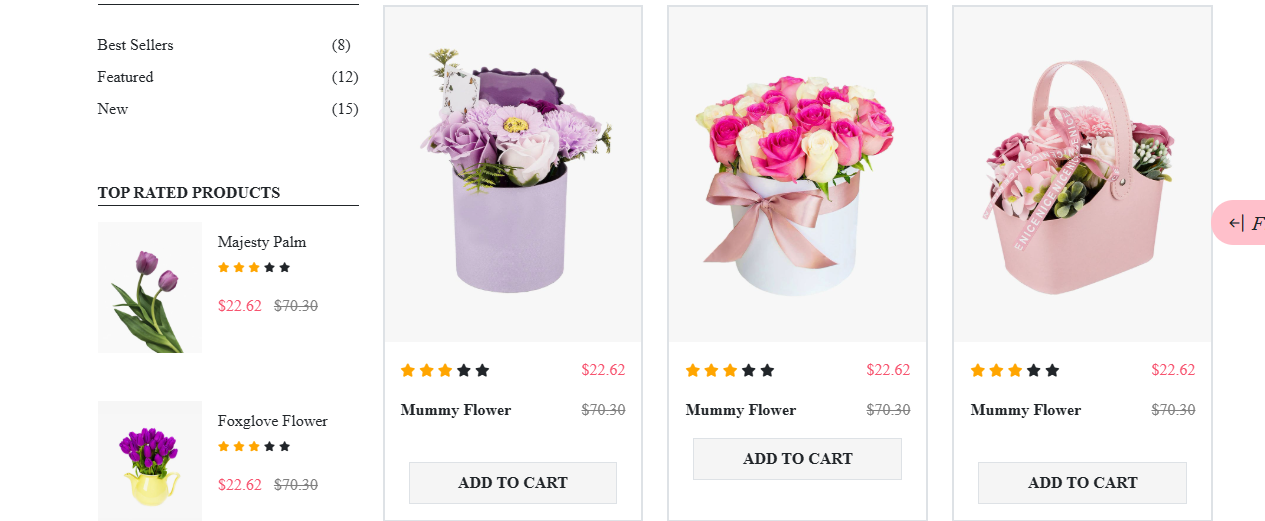 Best Sellers (8)
Featured (12)
New (15)
TOP RATED PRODUCTS
Majesty Palm
$22.62 $70.30
Foxglove Flower
$22.62 $70.30
$22.62
Mummy Flower $70.30
ADD TO CART
$22.62
Mummy Flower $70.30
ADD TO CART
ENICENICENICENICE
$22.62
Mummy Flower $70.30
ADD TO CART
F